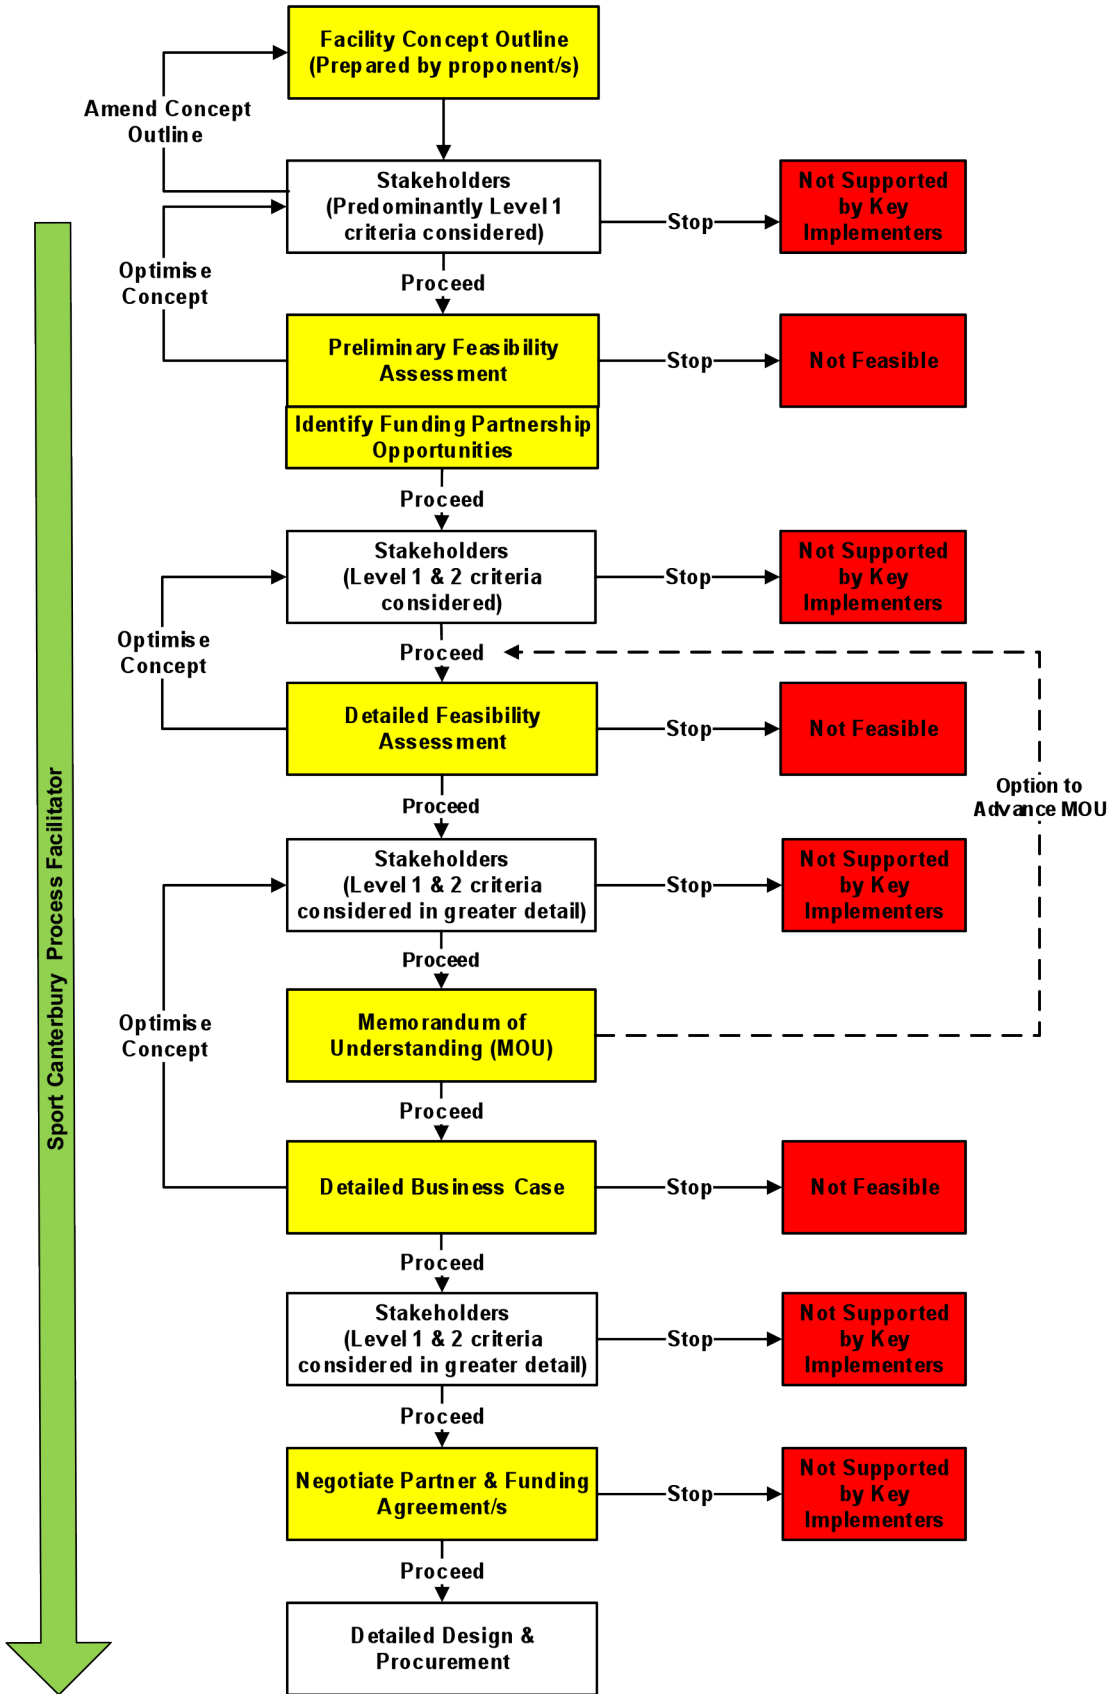 Facility Concept Outline
(Prepared by proponent/s)
Amend Concept
Outline
Stakeholders
(Predominantly Level 1
criteria considered)
Stop
Not Supported
by Key
Implementers
Optimise
Concept
Proceed
Preliminary Feasibility
Assessment
Stop
Not Feasible
Identify Funding Partnership
Opportunities
Proceed
Stakeholders
(Level 1 & 2 criteria
considered)
Stop
Not Supported
by Key
Implementers
Optimise
Concept
Proceed
Detailed Feasibility
Assessment
Stop
Not Feasible
Option to
Advance MOU
Proceed
Stakeholders
(Level 1 & 2 criteria
considered in greater detail)
Stop
Not Supported
by Key
Implementers
Proceed
Optimise
Concept
Memorandum of
Understanding (MOU)
Proceed
Detailed Business Case
Stop
Not Feasible
Proceed
Stakeholders
(Level 1 & 2 criteria
considered in greater detail)
Stop
Not Supported
by Key
Implementers
Proceed
Negotiate Partner & Funding
Agreement/s
Stop
Not Supported
by Key
Implementers
Proceed
Detailed Design &
Procurement
Sport Canterbury Process Facilitator